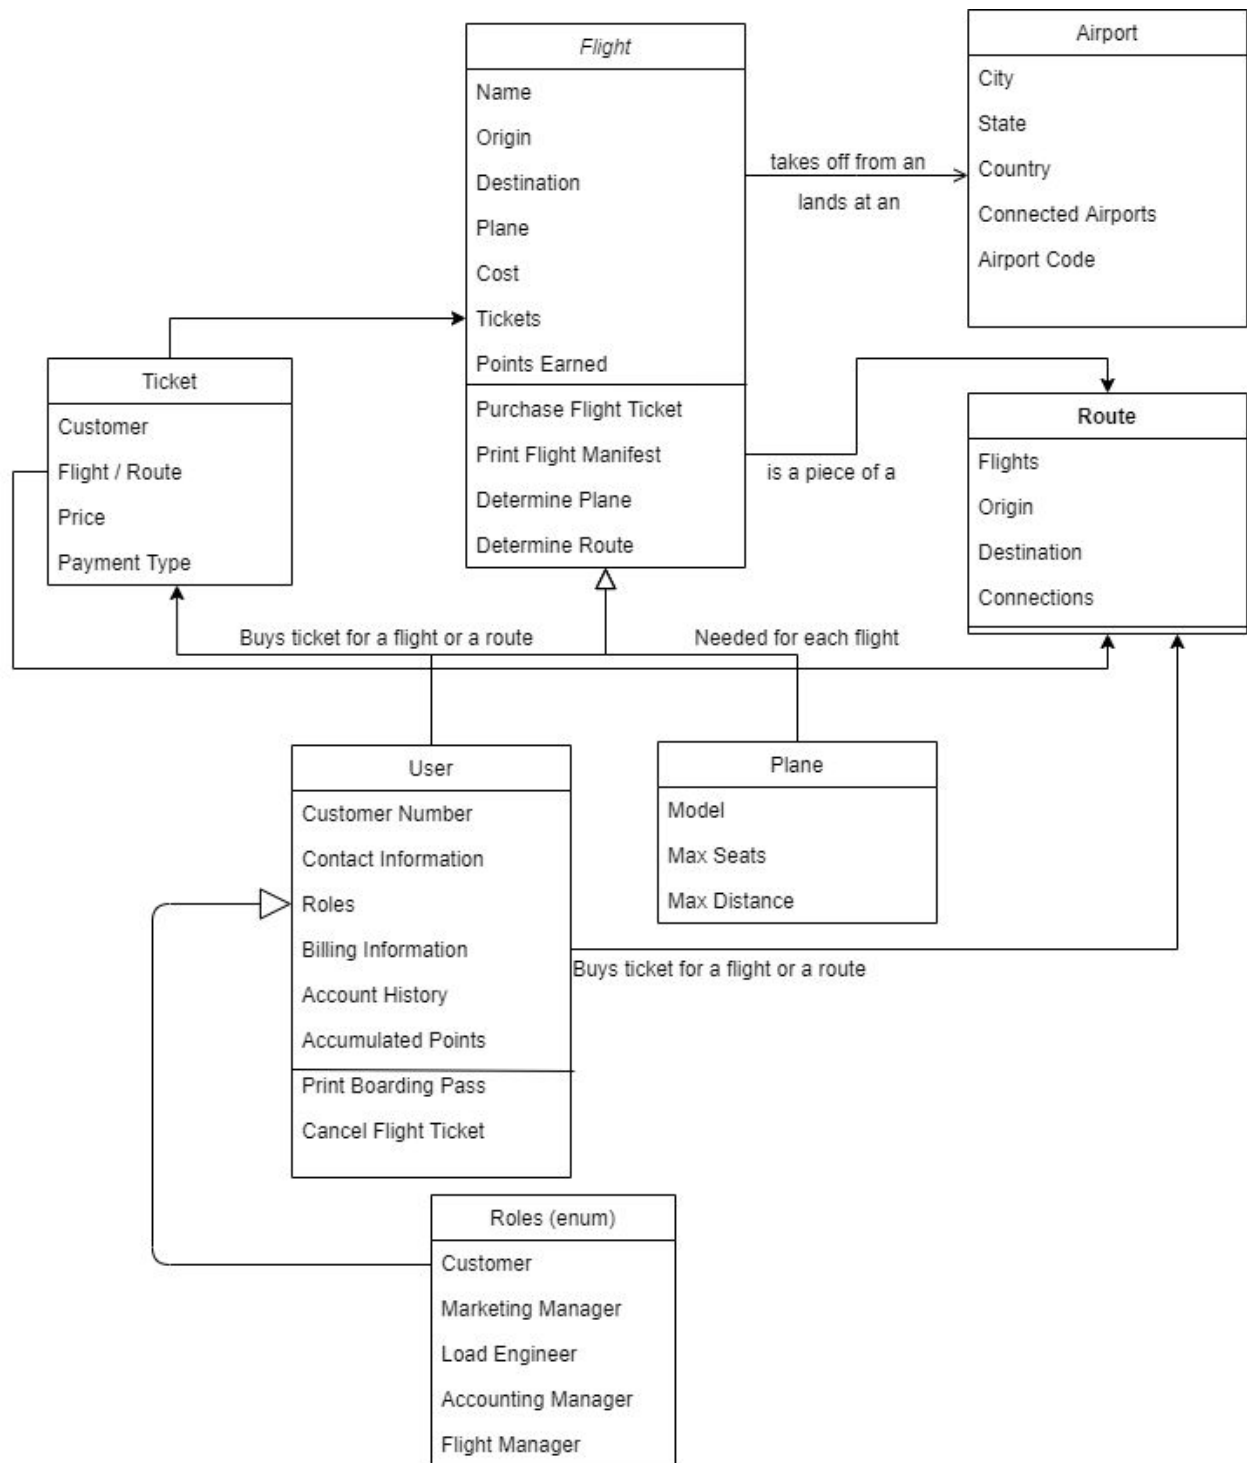 Flight
Name
Origin
Destination
Plane
Cost
Tickets
Points Earned
Purchase Flight Ticket
Print Flight Manifest
Determine Plane
Determine Route
Airport
City
State
Country
Connected Airports
Airport Code
takes off from an
lands at an
Ticket
Customer
Flight / Route
Price
Payment Type
is a piece of a
Route
Flights
Origin
Destination
Connections
Buys ticket for a flight or a route
Needed for each flight
User
Customer Number
Contact Information
Roles
Billing Information
Account History
Accumulated Points
Print Boarding Pass
Cancel Flight Ticket
Plane
Model
Max Seats
Max Distance
Buys ticket for a flight or a route
Roles (enum)
Customer
Marketing Manager
Load Engineer
Accounting Manager
Flight Manager